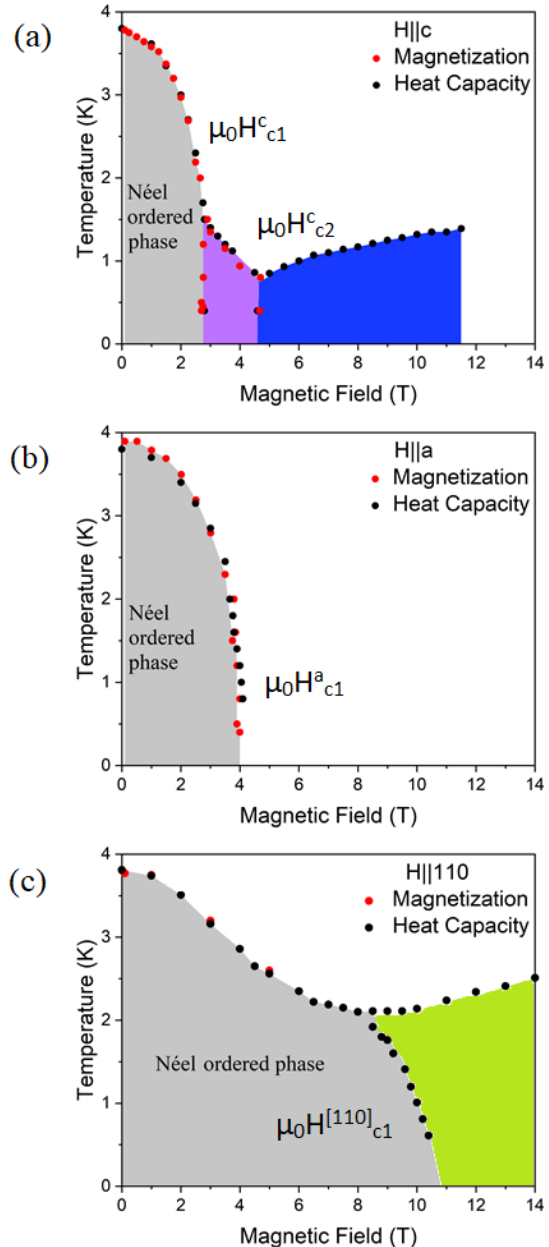 (a)
H||c
Magnetization
Heat Capacity
μ₀Hᶜc1
μ₀Hᶜc2
Néel
ordered phase
Temperature (K)
4
3
2
1
0
0 2 4 6 8 10 12 14
Magnetic Field (T)
(b)
H||a
Magnetization
Heat Capacity
Néel
ordered
phase
μ₀Hᵃc1
Temperature (K)
4
3
2
1
0
0 2 4 6 8 10 12 14
Magnetic Field (T)
(c)
H||110
Magnetization
Heat Capacity
Néel ordered phase
μ₀H[110]c1
Temperature (K)
4
3
2
1
0
0 2 4 6 8 10 12 14
Magnetic Field (T)